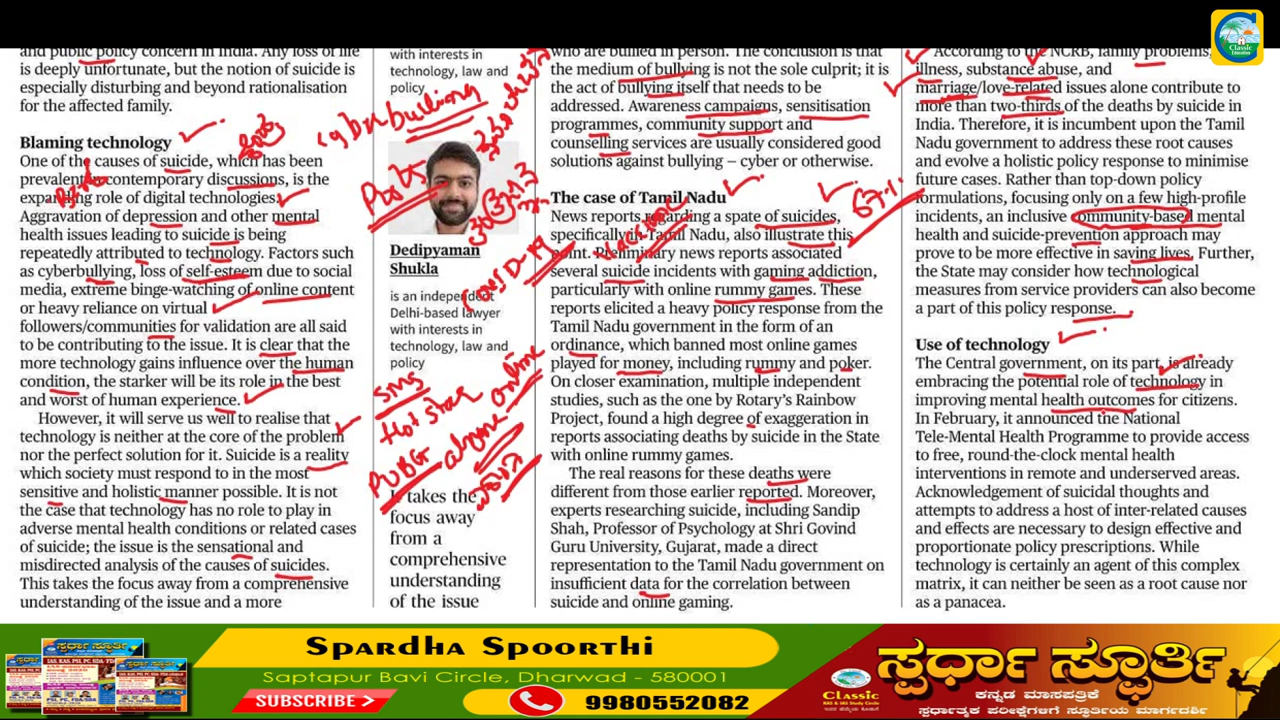 and public policy concern in India. Any loss of life
is deeply unfortunate, but the notion of suicide is
especially disturbing and beyond rationalisation
for the affected family.
Blaming technology
One of the causes of suicide, which has been
prevalent in contemporary discussions, is the
expanding role of digital technologies.
Aggravation of depression and other mental
health issues leading to suicide is being
repeatedly attributed to technology. Factors such
as cyberbullying, loss of self-esteem due to social
media, extreme binge-watching of online content
or heavy reliance on virtual
followers/communities for validation are all said
to be contributing to the issue. It is clear that the
more technology gains influence over the human
condition, the starker will be its role in the best
and worst of human experience.
However, it will serve us well to realise that
technology is neither at the core of the problem
nor the perfect solution for it. Suicide is a reality
which society must respond to in the most
sensitive and holistic manner possible. It is not
the case that technology has no role to play in
adverse mental health conditions or related cases
of suicide; the issue is the sensational and
misdirected analysis of the causes of suicides.
This takes the focus away from a comprehensive
understanding of the issue and a more
with interests in
technology, law and
policy
cyber bulling
Posts
Dedipyaman
Shukla
is an independent
Delhi-based lawyer
with interests in
technology, law and
policy
online
SMS
Hot star
PUBG
It takes the
focus away
from a
comprehensive
understanding
of the issue
who are bullied in person. The conclusion is that
the medium of bullying is not the sole culprit; it is
the act of bullying itself that needs to be
addressed. Awareness campaigns, sensitisation
programmes, community support and
counselling services are usually considered good
solutions against bullying – cyber or otherwise.
The case of Tamil Nadu
News reports regarding a spate of suicides,
specifically in Tamil Nadu, also illustrate this
point. Preliminary news reports associated
several suicide incidents with gaming addiction,
particularly with online rummy games. These
reports elicited a heavy policy response from the
Tamil Nadu government in the form of an
ordinance, which banned most online games
played for money, including rummy and poker.
On closer examination, multiple independent
studies, such as the one by Rotary's Rainbow
Project, found a high degree of exaggeration in
reports associating deaths by suicide in the State
with online rummy games.
The real reasons for these deaths were
different from those earlier reported. Moreover,
experts researching suicide, including Sandip
Shah, Professor of Psychology at Shri Govind
Guru University, Gujarat, made a direct
representation to the Tamil Nadu government on
insufficient data for the correlation between
suicide and online gaming.
67%
According to the NCRB, family problems,
illness, substance abuse, and
marriage/love-related issues alone contribute to
more than two-thirds of the deaths by suicide in
India. Therefore, it is incumbent upon the Tamil
Nadu government to address these root causes
and evolve a holistic policy response to minimise
future cases. Rather than top-down policy
formulations, focusing only on a few high-profile
incidents, an inclusive community-based mental
health and suicide-prevention approach may
prove to be more effective in saving lives. Further,
the State may consider how technological
measures from service providers can also become
a part of this policy response.
Use of technology
The Central government, on its part, is already
embracing the potential role of technology in
improving mental health outcomes for citizens.
In February, it announced the National
Tele-Mental Health Programme to provide access
to free, round-the-clock mental health
interventions in remote and underserved areas.
Acknowledgement of suicidal thoughts and
attempts to address a host of inter-related causes
and effects are necessary to design effective and
proportionate policy prescriptions. While
technology is certainly an agent of this complex
matrix, it can neither be seen as a root cause nor
as a panacea.
Classic
Education
Spardha Spoorthi
Saptapur Bavi Circle, Dharwad - 580001
SUBSCRIBE
9980552082
Classic
KAS & IAS Study Circle
ಸ್ಪರ್ಧಾ ಸ್ಫೂರ್ತಿ
ಕನ್ನಡ ಮಾಸಪತ್ರಿಕೆ
ಸ್ಪರ್ಧಾತ್ಮಕ ಪರೀಕ್ಷೆಗಳಿಗೆ ಸ್ಫೂರ್ತಿಯ ಮಾರ್ಗದರ್ಶಿ